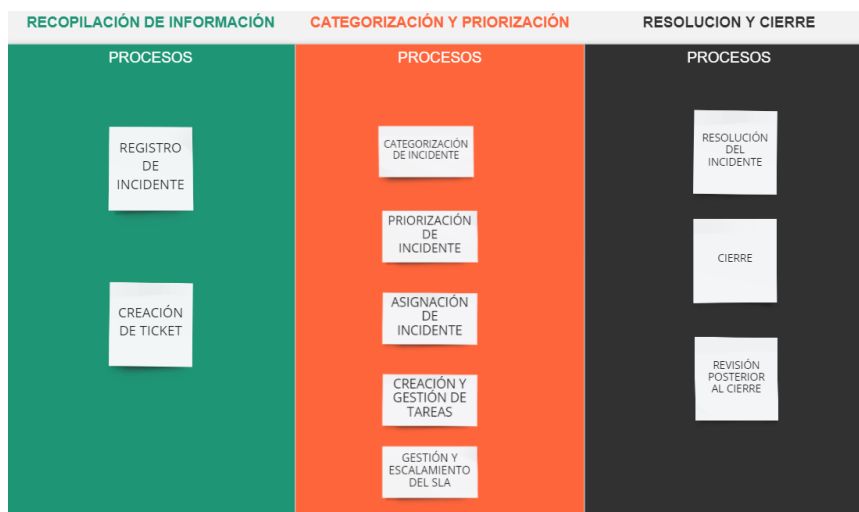 RECOPILACIÓN DE INFORMACIÓN
PROCESOS
REGISTRO
DE
INCIDENTE
CREACIÓN
DE TICKET
CATEGORIZACIÓN Y PRIORIZACIÓN
PROCESOS
CATEGORIZACIÓN
DE INCIDENTE
PRIORIZACIÓN
DE
INCIDENTE
ASIGNACIÓN
DE
INCIDENTE
CREACIÓN Y
GESTIÓN DE
TAREAS
GESTIÓN Y
ESCALAMIENTO
DEL SLA
RESOLUCION Y CIERRE
PROCESOS
RESOLUCIÓN
DEL
INCIDENTE
CIERRE
REVISIÓN
POSTERIOR
AL CIERRE